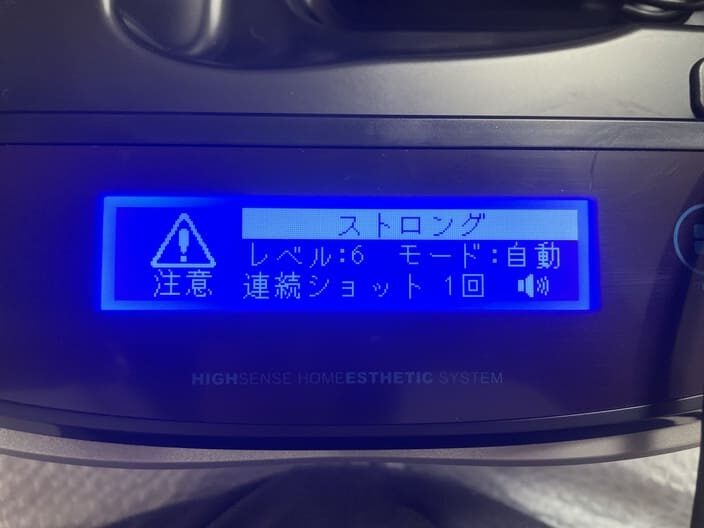 ストロング
レベル:6 モード:自動
注意 連続ショット 1回
HIGHSENSE HOMEESTHETIC SYSTEM